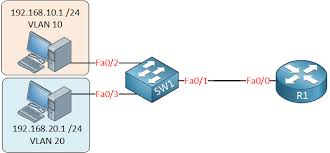 192.168.10.1 /24
VLAN 10
Fa0/2
Fa0/3
SW1
Fa0/1
Fa0/0
R1
192.168.20.1 /24
VLAN 20